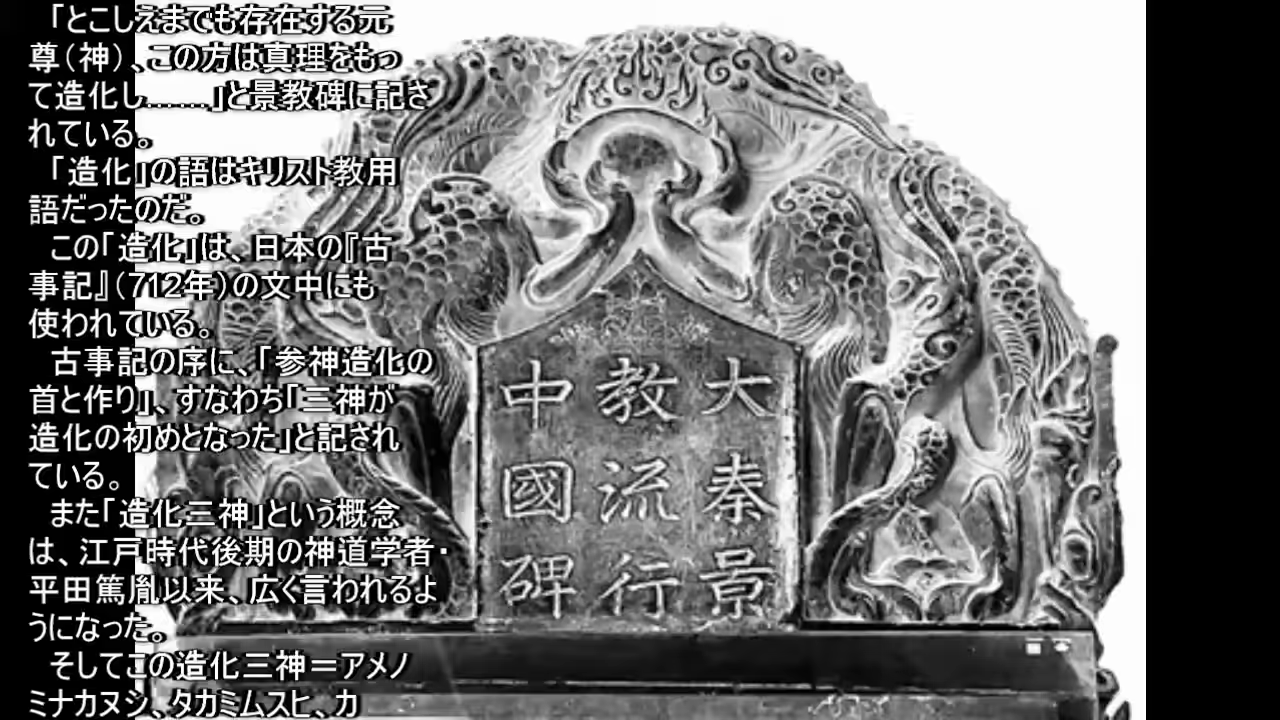 「とこしえまでも存在する元
尊（神）、この方は真理をもっ
て造化し……」と景教碑に記さ
れている。
「造化」の語はキリスト教用
語だったのだ。
この「造化」は、日本の『古
事記』（712年）の文中にも
使われている。
古事記の序に、「参神造化の
首と作り」、すなわち「三神が
造化の初めとなった」と記され
ている。
また「造化三神」という概念
は、江戸時代後期の神道学者・
平田篤胤以来、広く言われるよ
うになった。
そしてこの造化三神＝アメノ
ミナカヌシ、タカミムスヒ、カ
大秦景
教流行
中國碑